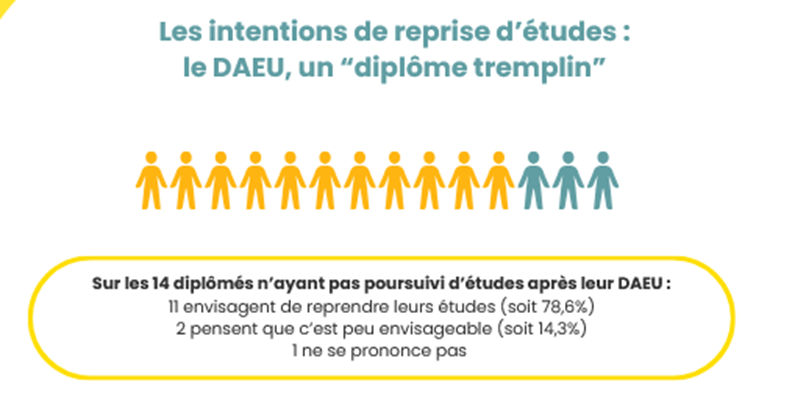 Les intentions de reprise d’études :
le DAEU, un “diplôme tremplin”
Sur les 14 diplômés n’ayant pas poursuivi d’études après leur DAEU :
11 envisagent de reprendre leurs études (soit 78,6%)
2 pensent que c’est peu envisageable (soit 14,3%)
1 ne se prononce pas